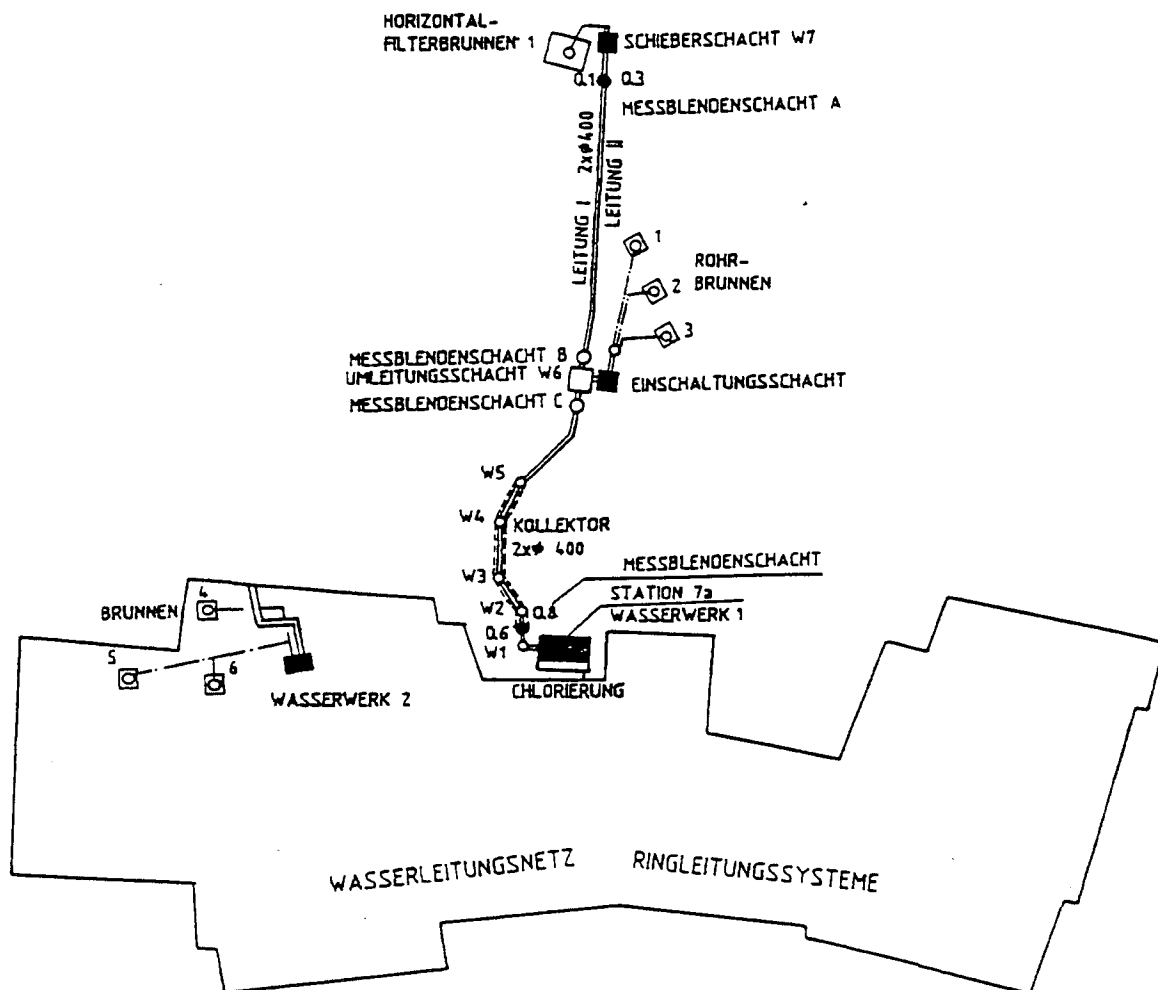 HORIZONTAL-
FILTERBRUNNEN 1
SCHIEBERSCHACHT W7
Q.1 Q.3
MESSBLENDENSCHACHT A
2xφ400
LEITUNG I
LEITUNG II
1
ROHR-
BRUNNEN
2
3
MESSBLENDENSCHACHT B
UMLEITUNGSSCHACHT W6
EINSCHALTUNGSSCHACHT
MESSBLENDENSCHACHT C
W5
W4
KOLLEKTOR
2xφ 400
MESSBLENDENSCHACHT
W3
STATION 7a
W2 Q.8
WASSERWERK 1
BRUNNEN 4
Q.6
W1
5
6
WASSERWERK 2
CHLORIERUNG
WASSERLEITUNGSNETZ RINGLEITUNGSSYSTEME